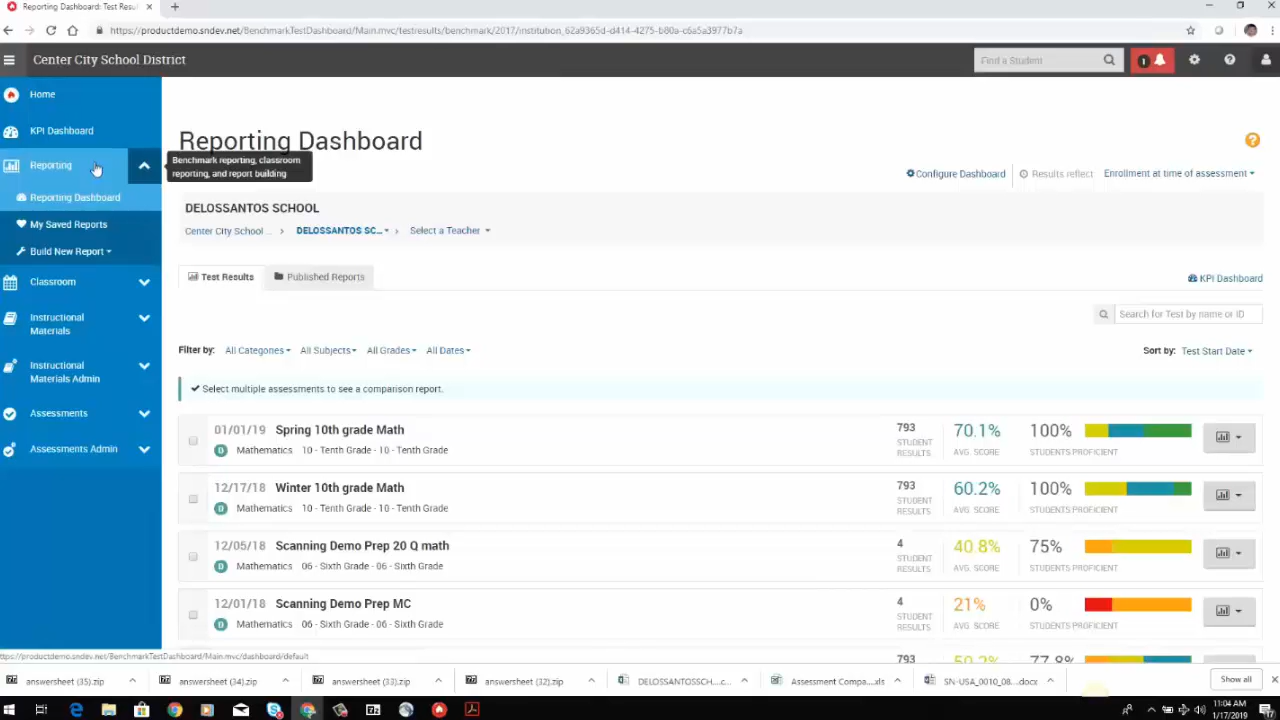 Reporting Dashboard: Test Resu
https://productdemo.sndev.net/BenchmarkTestDashboard/Main.mvc/testresults/benchmark/2017/institution_62a9365d-d414-4275-b80a-c6a5a3977b7a
Center City School District
Find a Student
1
Home
KPI Dashboard
Reporting
Benchmark reporting, classroom
reporting, and report building
Reporting Dashboard
My Saved Reports
Build New Report
Classroom
Instructional
Materials
Instructional
Materials Admin
Assessments
Assessments Admin
Reporting Dashboard
Configure Dashboard
Results reflect
Enrollment at time of assessment
DELOSSANTOS SCHOOL
Center City School ... > DELOSSANTOS SC... > Select a Teacher
Test Results
Published Reports
KPI Dashboard
Search for Test by name or ID
Filter by: All Categories All Subjects All Grades All Dates
Sort by: Test Start Date
Select multiple assessments to see a comparison report.
01/01/19 Spring 10th grade Math
D Mathematics 10 - Tenth Grade - 10 - Tenth Grade
793 STUDENT RESULTS
70.1% AVG. SCORE
100% STUDENTS PROFICIENT
12/17/18 Winter 10th grade Math
D Mathematics 10 - Tenth Grade - 10 - Tenth Grade
793 STUDENT RESULTS
60.2% AVG. SCORE
100% STUDENTS PROFICIENT
12/05/18 Scanning Demo Prep 20 Q math
D Mathematics 06 - Sixth Grade - 06 - Sixth Grade
4 STUDENT RESULTS
40.8% AVG. SCORE
75% STUDENTS PROFICIENT
12/01/18 Scanning Demo Prep MC
D Mathematics 06 - Sixth Grade - 06 - Sixth Grade
4 STUDENT RESULTS
21% AVG. SCORE
0% STUDENTS PROFICIENT
793
77.8%
ttps://productdemo.sndev.net/BenchmarkTestDashboard/Main.mvc/dashboard/default
answersheet (35).zip
answersheet (34).zip
answersheet (33).zip
answersheet (32).zip
DELOSSANTOSSCH....c...
Assessment Compa....xls
SN-USA_0010_08....docx
Show all
11:04 AM
1/17/2019